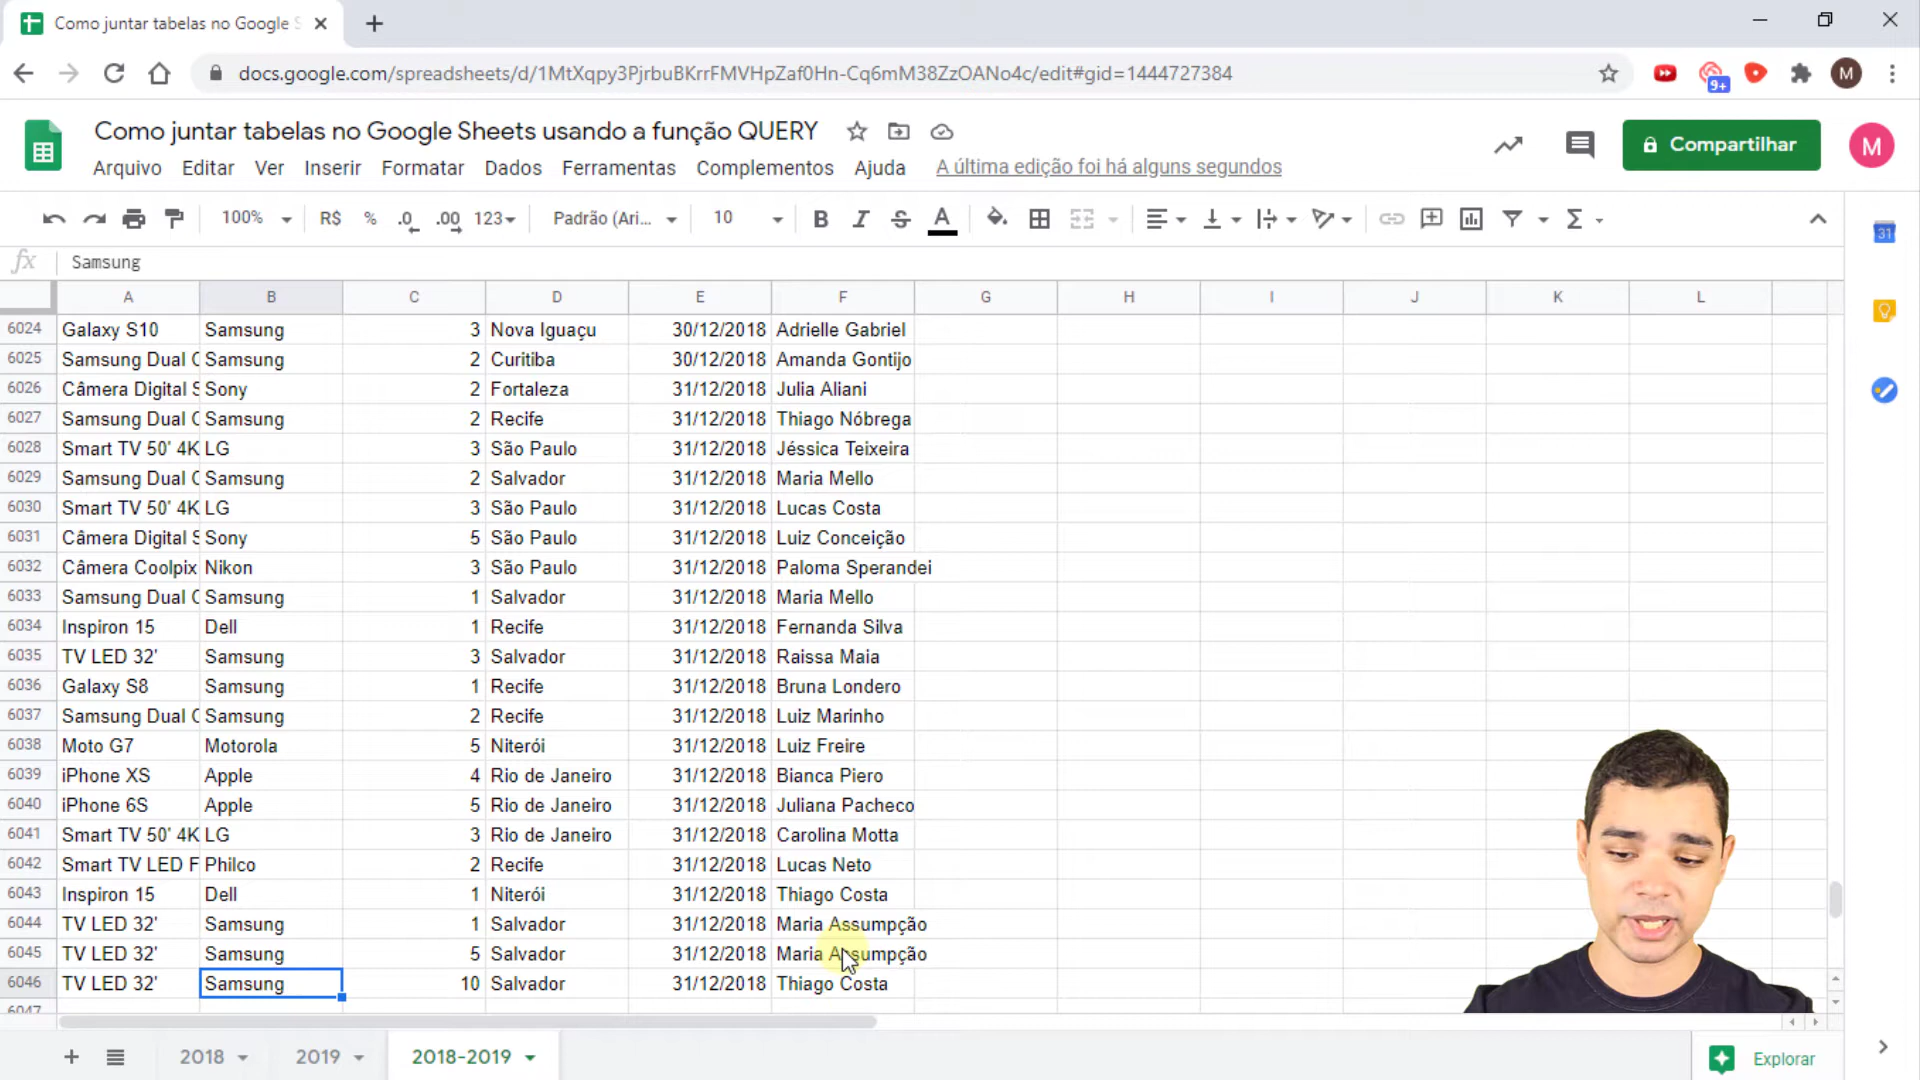 Como juntar tabelas no Google S
docs.google.com/spreadsheets/d/1MtXqpy3PjrbuBKrrFMVHpZaf0Hn-Cq6mM38ZzOANo4c/edit#gid=1444727384
9+
M
Como juntar tabelas no Google Sheets usando a função QUERY
Arquivo Editar Ver Inserir Formatar Dados Ferramentas Complementos Ajuda A última edição foi há alguns segundos
Compartilhar
M
100% R$ % .0 .00 123 Padrão (Ari... 10 B I S A Σ
31
fx Samsung
A B C D E F G H I J K L
6024 Galaxy S10 Samsung 3 Nova Iguaçu 30/12/2018 Adrielle Gabriel
6025 Samsung Dual C Samsung 2 Curitiba 30/12/2018 Amanda Gontijo
6026 Câmera Digital S Sony 2 Fortaleza 31/12/2018 Julia Aliani
6027 Samsung Dual C Samsung 2 Recife 31/12/2018 Thiago Nóbrega
6028 Smart TV 50' 4K LG 3 São Paulo 31/12/2018 Jéssica Teixeira
6029 Samsung Dual C Samsung 2 Salvador 31/12/2018 Maria Mello
6030 Smart TV 50' 4K LG 3 São Paulo 31/12/2018 Lucas Costa
6031 Câmera Digital S Sony 5 São Paulo 31/12/2018 Luiz Conceição
6032 Câmera Coolpix Nikon 3 São Paulo 31/12/2018 Paloma Sperandei
6033 Samsung Dual C Samsung 1 Salvador 31/12/2018 Maria Mello
6034 Inspiron 15 Dell 1 Recife 31/12/2018 Fernanda Silva
6035 TV LED 32' Samsung 3 Salvador 31/12/2018 Raissa Maia
6036 Galaxy S8 Samsung 1 Recife 31/12/2018 Bruna Londero
6037 Samsung Dual C Samsung 2 Recife 31/12/2018 Luiz Marinho
6038 Moto G7 Motorola 5 Niterói 31/12/2018 Luiz Freire
6039 iPhone XS Apple 4 Rio de Janeiro 31/12/2018 Bianca Piero
6040 iPhone 6S Apple 5 Rio de Janeiro 31/12/2018 Juliana Pacheco
6041 Smart TV 50' 4K LG 3 Rio de Janeiro 31/12/2018 Carolina Motta
6042 Smart TV LED F Philco 2 Recife 31/12/2018 Lucas Neto
6043 Inspiron 15 Dell 1 Niterói 31/12/2018 Thiago Costa
6044 TV LED 32' Samsung 1 Salvador 31/12/2018 Maria Assumpção
6045 TV LED 32' Samsung 5 Salvador 31/12/2018 Maria Assumpção
6046 TV LED 32' Samsung 10 Salvador 31/12/2018 Thiago Costa
6047
2018 2019 2018-2019 Explorar